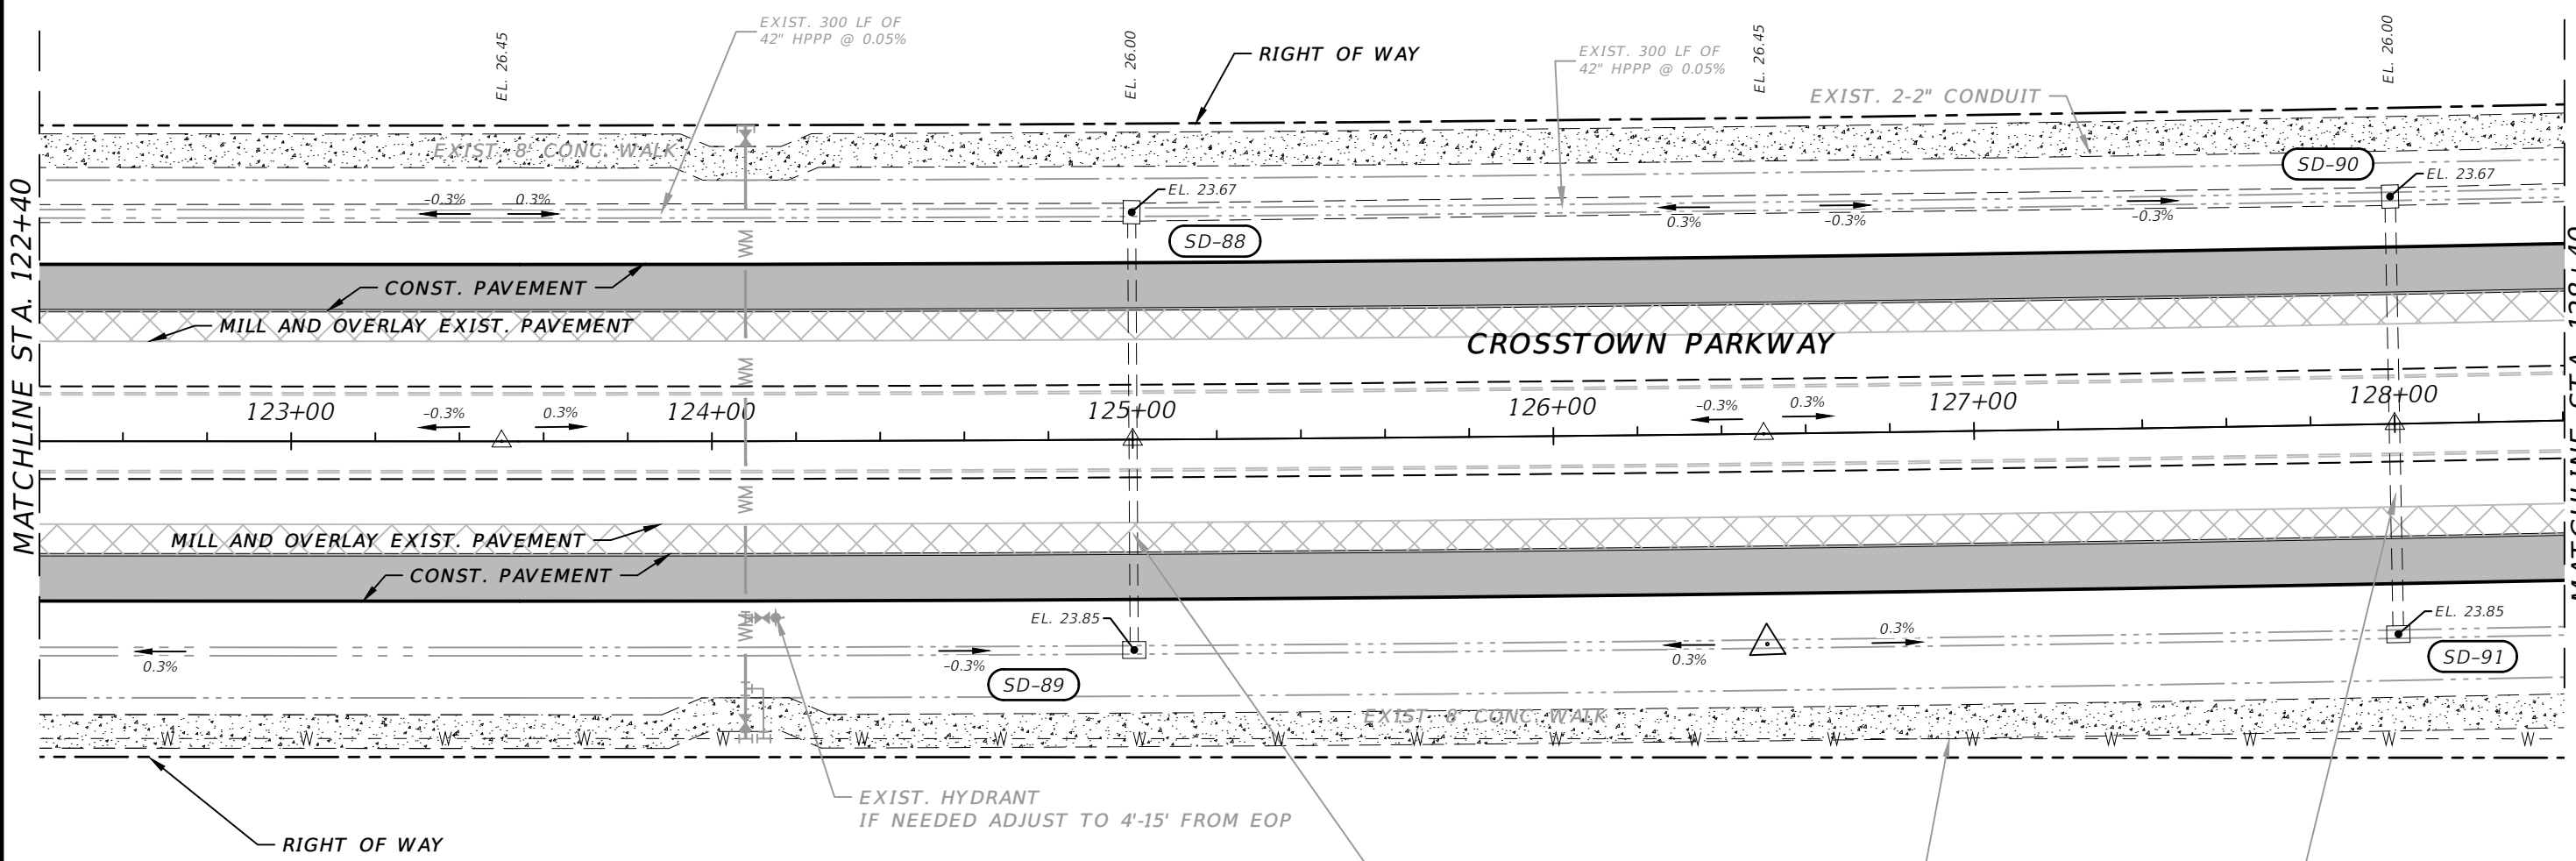 EXIST. 300 LF OF
42" HPPP @ 0.05%
EL. 26.45
EL. 26.00
RIGHT OF WAY
EXIST. 300 LF OF
42" HPPP @ 0.05%
EL. 26.45
EL. 26.00
EXIST. 2-2" CONDUIT
EXIST. 8' CONC. WALK
SD-90
EL. 23.67
EL. 23.67
-0.3%
0.3%
0.3%
-0.3%
-0.3%
SD-88
MATCHLINE STA. 122+40
CONST. PAVEMENT
MILL AND OVERLAY EXIST. PAVEMENT
CROSSTOWN PARKWAY
W
W
W
W
123+00
-0.3%
0.3%
124+00
125+00
126+00
-0.3%
0.3%
127+00
128+00
MATCHLINE STA. 128+40
MILL AND OVERLAY EXIST. PAVEMENT
CONST. PAVEMENT
EL. 23.85
EL. 23.85
0.3%
-0.3%
0.3%
0.3%
SD-89
SD-91
EXIST. 8' CONC. WALK
W W W W W W W W W W W W W W W W W W
EXIST. HYDRANT
IF NEEDED ADJUST TO 4'-15' FROM EOP
RIGHT OF WAY